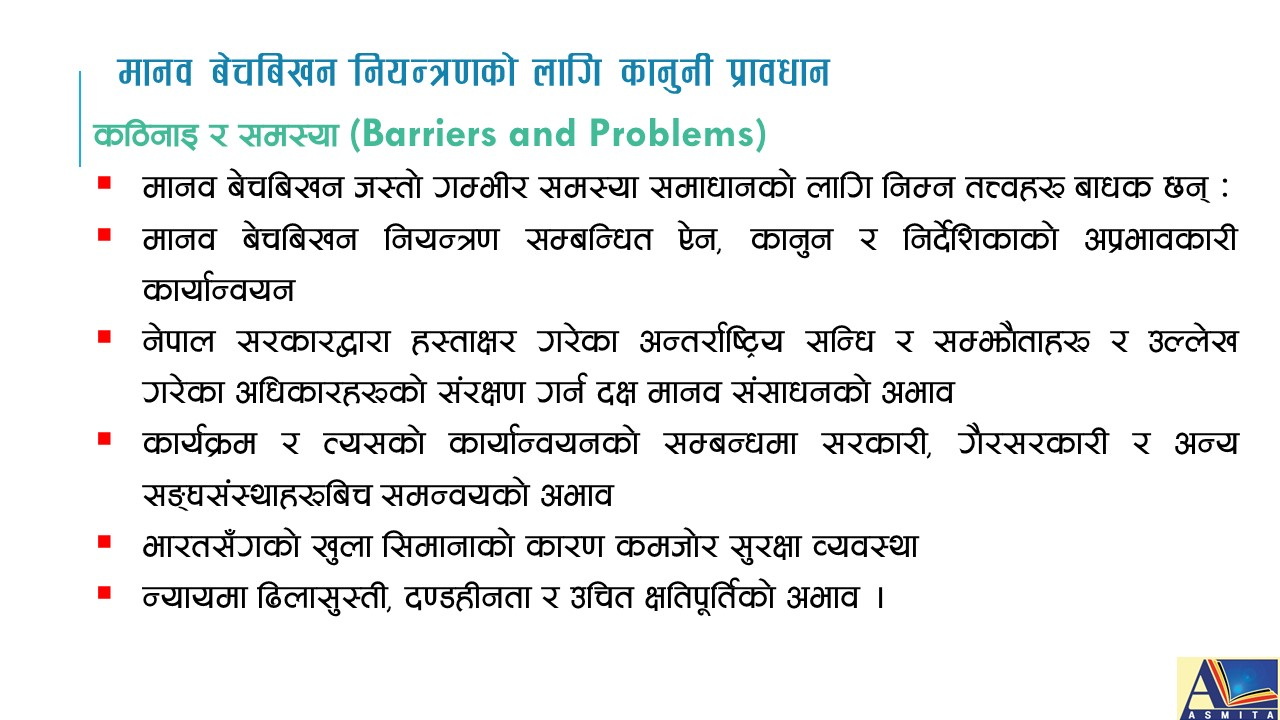 मानव बेचबिखन नियन्त्रणको लागि कानुनी प्रावधान
कठिनाइ र समस्या (Barriers and Problems)
▪ मानव बेचबिखन जस्तो गम्भीर समस्या समाधानको लागि निम्न तत्त्वहरू बाधक छन् :
▪ मानव बेचबिखन नियन्त्रण सम्बन्धित ऐन, कानुन र निर्देशिकाको अप्रभावकारी
कार्यान्वयन
▪ नेपाल सरकारद्वारा हस्ताक्षर गरेका अन्तर्राष्ट्रिय सन्धि र सम्झौताहरू र उल्लेख
गरेका अधिकारहरूको संरक्षण गर्न दक्ष मानव संसाधनको अभाव
▪ कार्यक्रम र त्यसको कार्यान्वयनको सम्बन्धमा सरकारी, गैरसरकारी र अन्य
सङ्घसंस्थाहरूबिच समन्वयको अभाव
▪ भारतसँगको खुला सिमानाको कारण कमजोर सुरक्षा व्यवस्था
▪ न्यायमा ढिलासुस्ती, दण्डहीनता र उचित क्षतिपूर्तिको अभाव ।
ASMITA